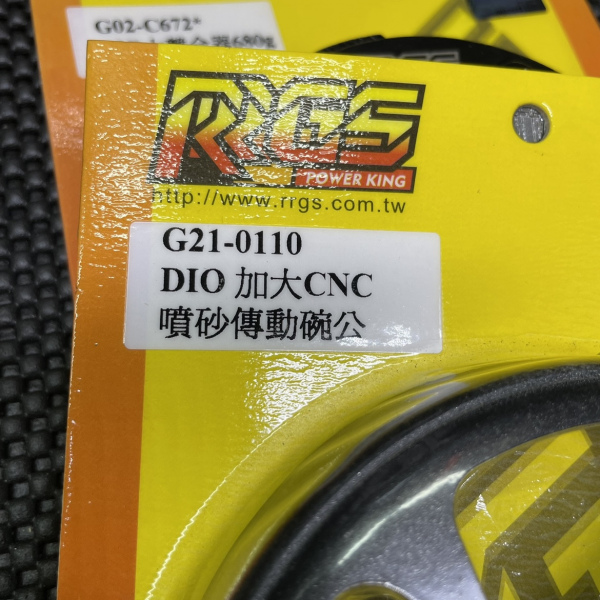 G02-C672*
RRGS
POWER KING
http://www.rrgs.com.tw
G21-0110
DIO 加大CNC
噴砂傳動碗公